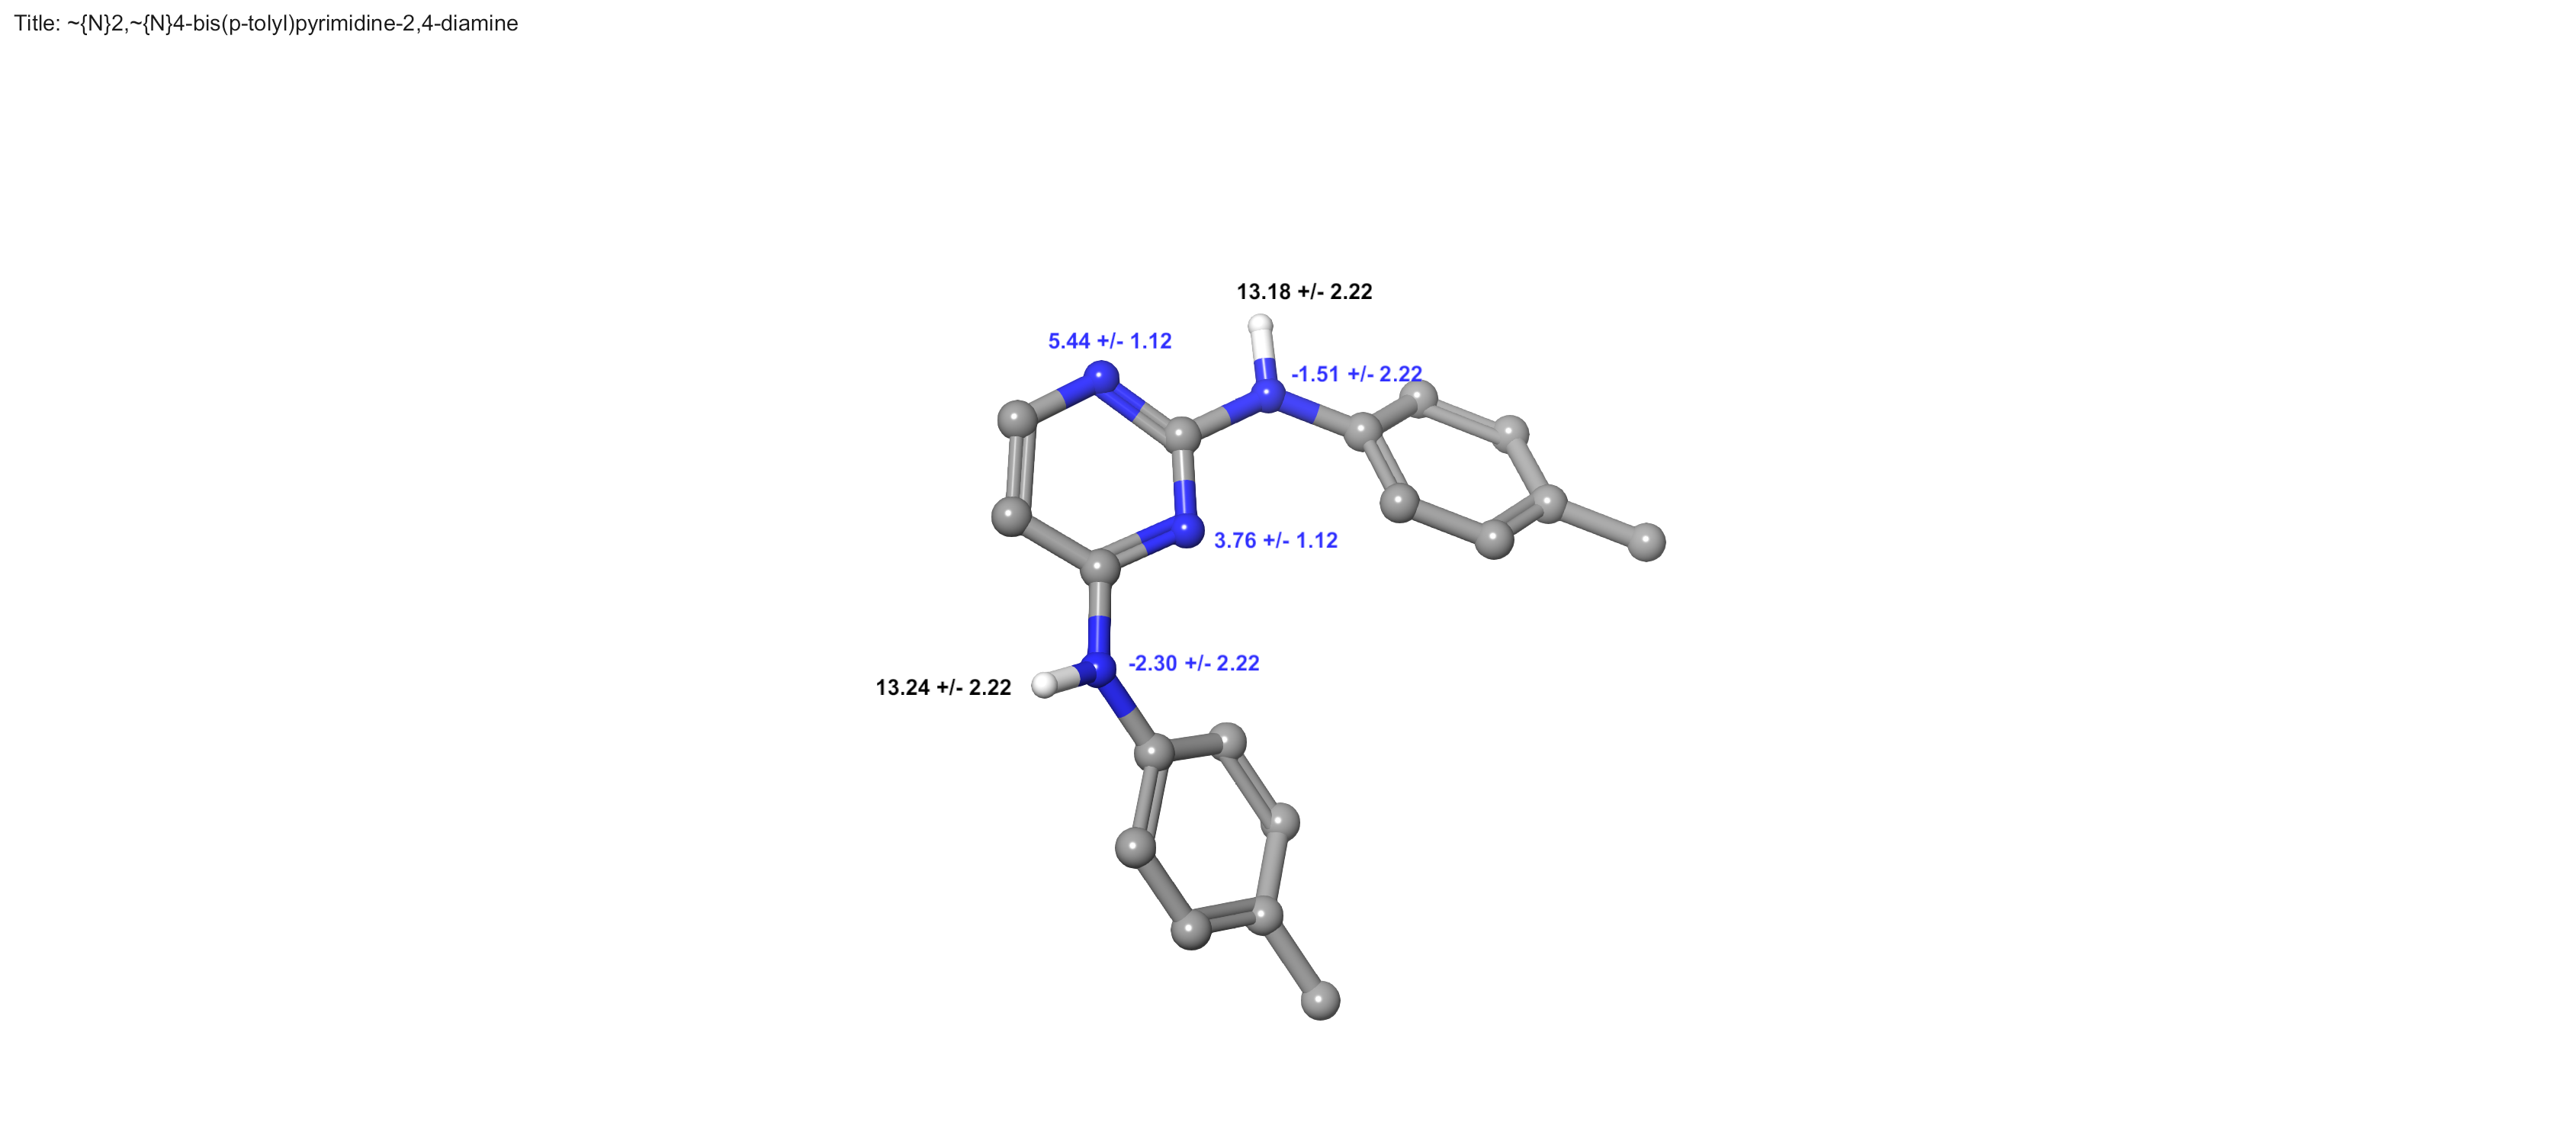 Title: ~{N}2,~{N}4-bis(p-tolyl)pyrimidine-2,4-diamine
13.18 +/- 2.22
5.44 +/- 1.12
-1.51 +/- 2.22
3.76 +/- 1.12
-2.30 +/- 2.22
13.24 +/- 2.22